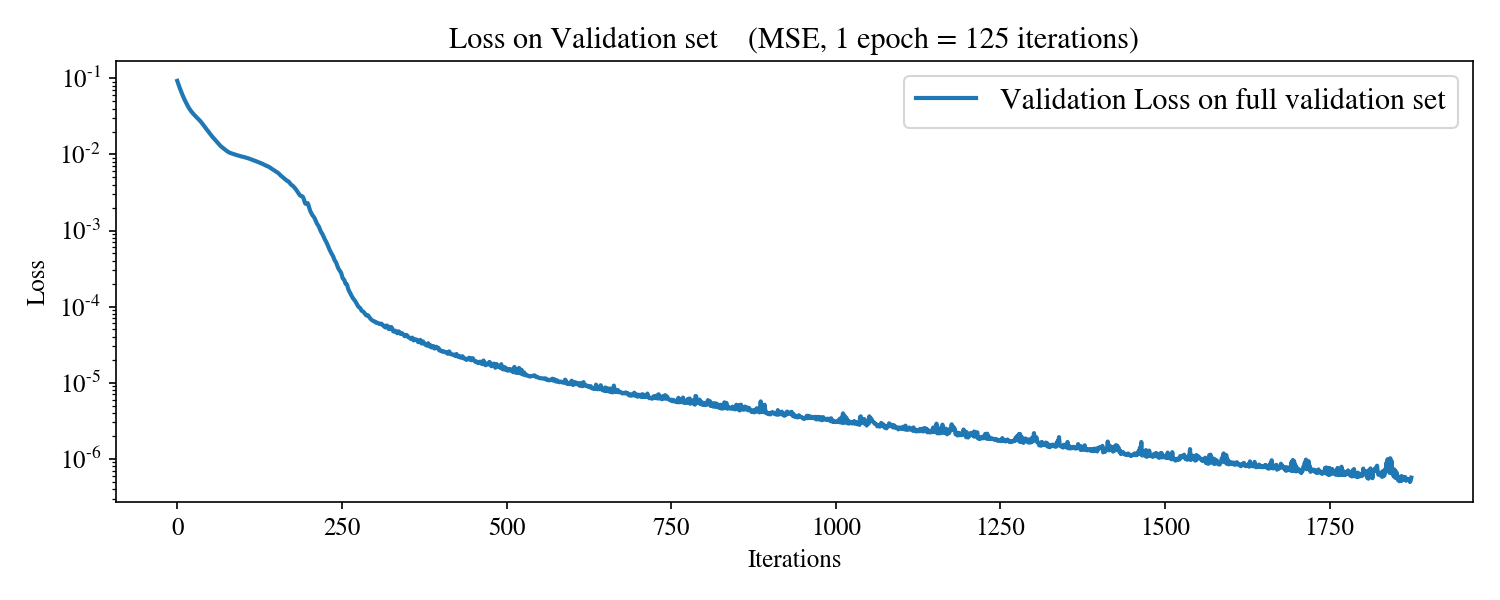 Loss on Validation set (MSE, 1 epoch = 125 iterations)
Validation Loss on full validation set
10-1
10-2
10-3
10-4
10-5
10-6
Loss
0 250 500 750 1000 1250 1500 1750
Iterations